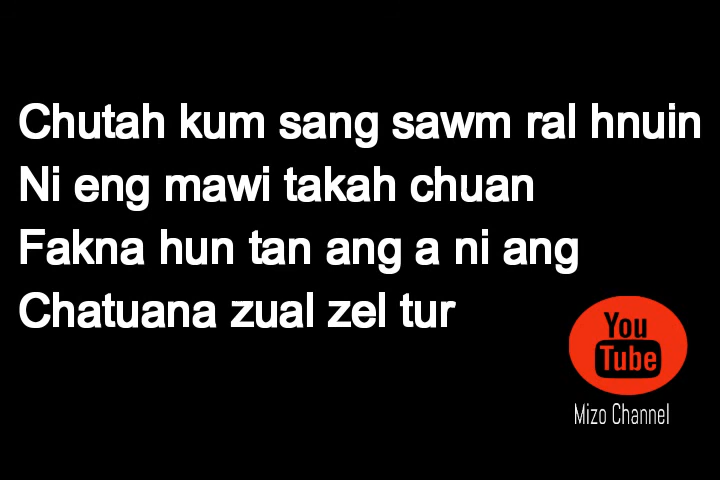 Chutah kum sang sawm ral hnuin
Ni eng mawi takah chuan
Fakna hun tan ang a ni ang
Chatuana zual zel tur
You
Tube
Mizo Channel